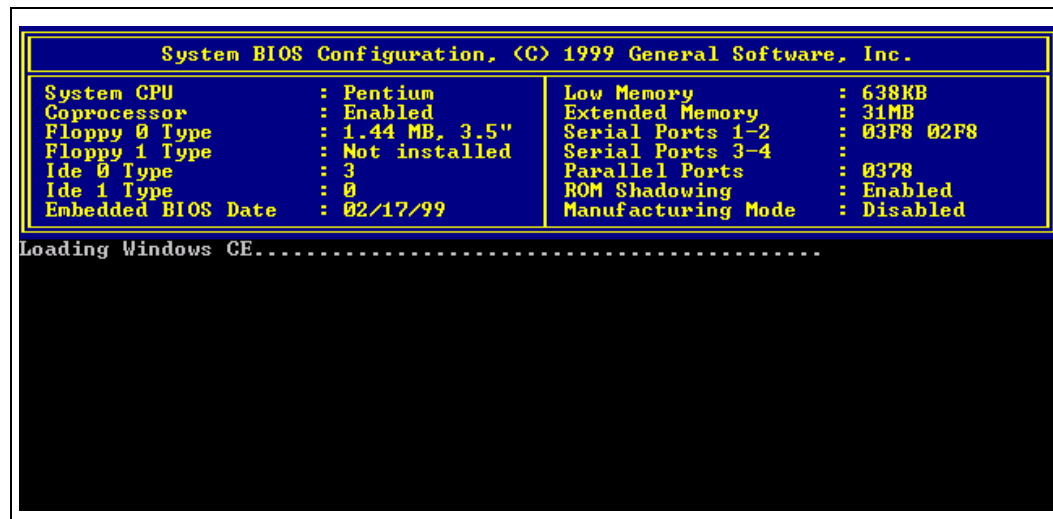 System BIOS Configuration, (C) 1999 General Software, Inc.
System CPU : Pentium
Coprocessor : Enabled
Floppy 0 Type : 1.44 MB, 3.5"
Floppy 1 Type : Not installed
Ide 0 Type : 3
Ide 1 Type : 0
Embedded BIOS Date : 02/17/99
Low Memory : 638KB
Extended Memory : 31MB
Serial Ports 1-2 : 03F8 02F8
Serial Ports 3-4 :
Parallel Ports : 0378
ROM Shadowing : Enabled
Manufacturing Mode : Disabled
Loading Windows CE............................................